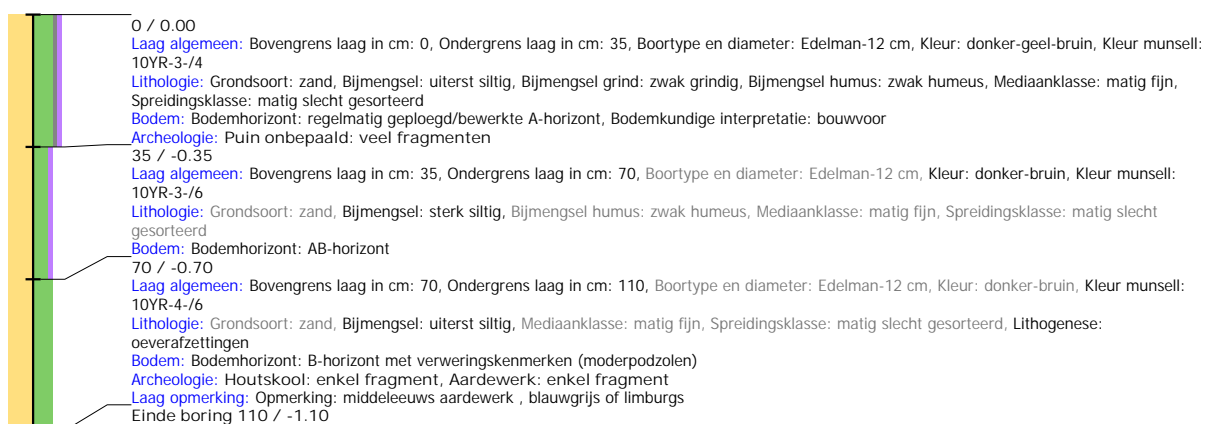 0 / 0.00
Laag algemeen: Bovengrens laag in cm: 0, Ondergrens laag in cm: 35, Boortype en diameter: Edelman-12 cm, Kleur: donker-geel-bruin, Kleur munsell:
10YR-3-/4
Lithologie: Grondsoort: zand, Bijmengsel: uiterst siltig, Bijmengsel grind: zwak grindig, Bijmengsel humus: zwak humeus, Mediaanklasse: matig fijn,
Spreidingsklasse: matig slecht gesorteerd
Bodem: Bodemhorizont: regelmatig geploegd/bewerkte A-horizont, Bodemkundige interpretatie: bouwvoor
Archeologie: Puin onbepaald: veel fragmenten
35 / -0.35
Laag algemeen: Bovengrens laag in cm: 35, Ondergrens laag in cm: 70, Boortype en diameter: Edelman-12 cm, Kleur: donker-bruin, Kleur munsell:
10YR-3-/6
Lithologie: Grondsoort: zand, Bijmengsel: sterk siltig, Bijmengsel humus: zwak humeus, Mediaanklasse: matig fijn, Spreidingsklasse: matig slecht
gesorteerd
Bodem: Bodemhorizont: AB-horizont
70 / -0.70
Laag algemeen: Bovengrens laag in cm: 70, Ondergrens laag in cm: 110, Boortype en diameter: Edelman-12 cm, Kleur: donker-bruin, Kleur munsell:
10YR-4-/6
Lithologie: Grondsoort: zand, Bijmengsel: uiterst siltig, Mediaanklasse: matig fijn, Spreidingsklasse: matig slecht gesorteerd, Lithogenese:
oeverafzettingen
Bodem: Bodemhorizont: B-horizont met verweringskenmerken (moderpodzolen)
Archeologie: Houtskool: enkel fragment, Aardewerk: enkel fragment
Laag opmerking: Opmerking: middeleeuws aardewerk , blauwgrijs of limburgs
Einde boring 110 / -1.10